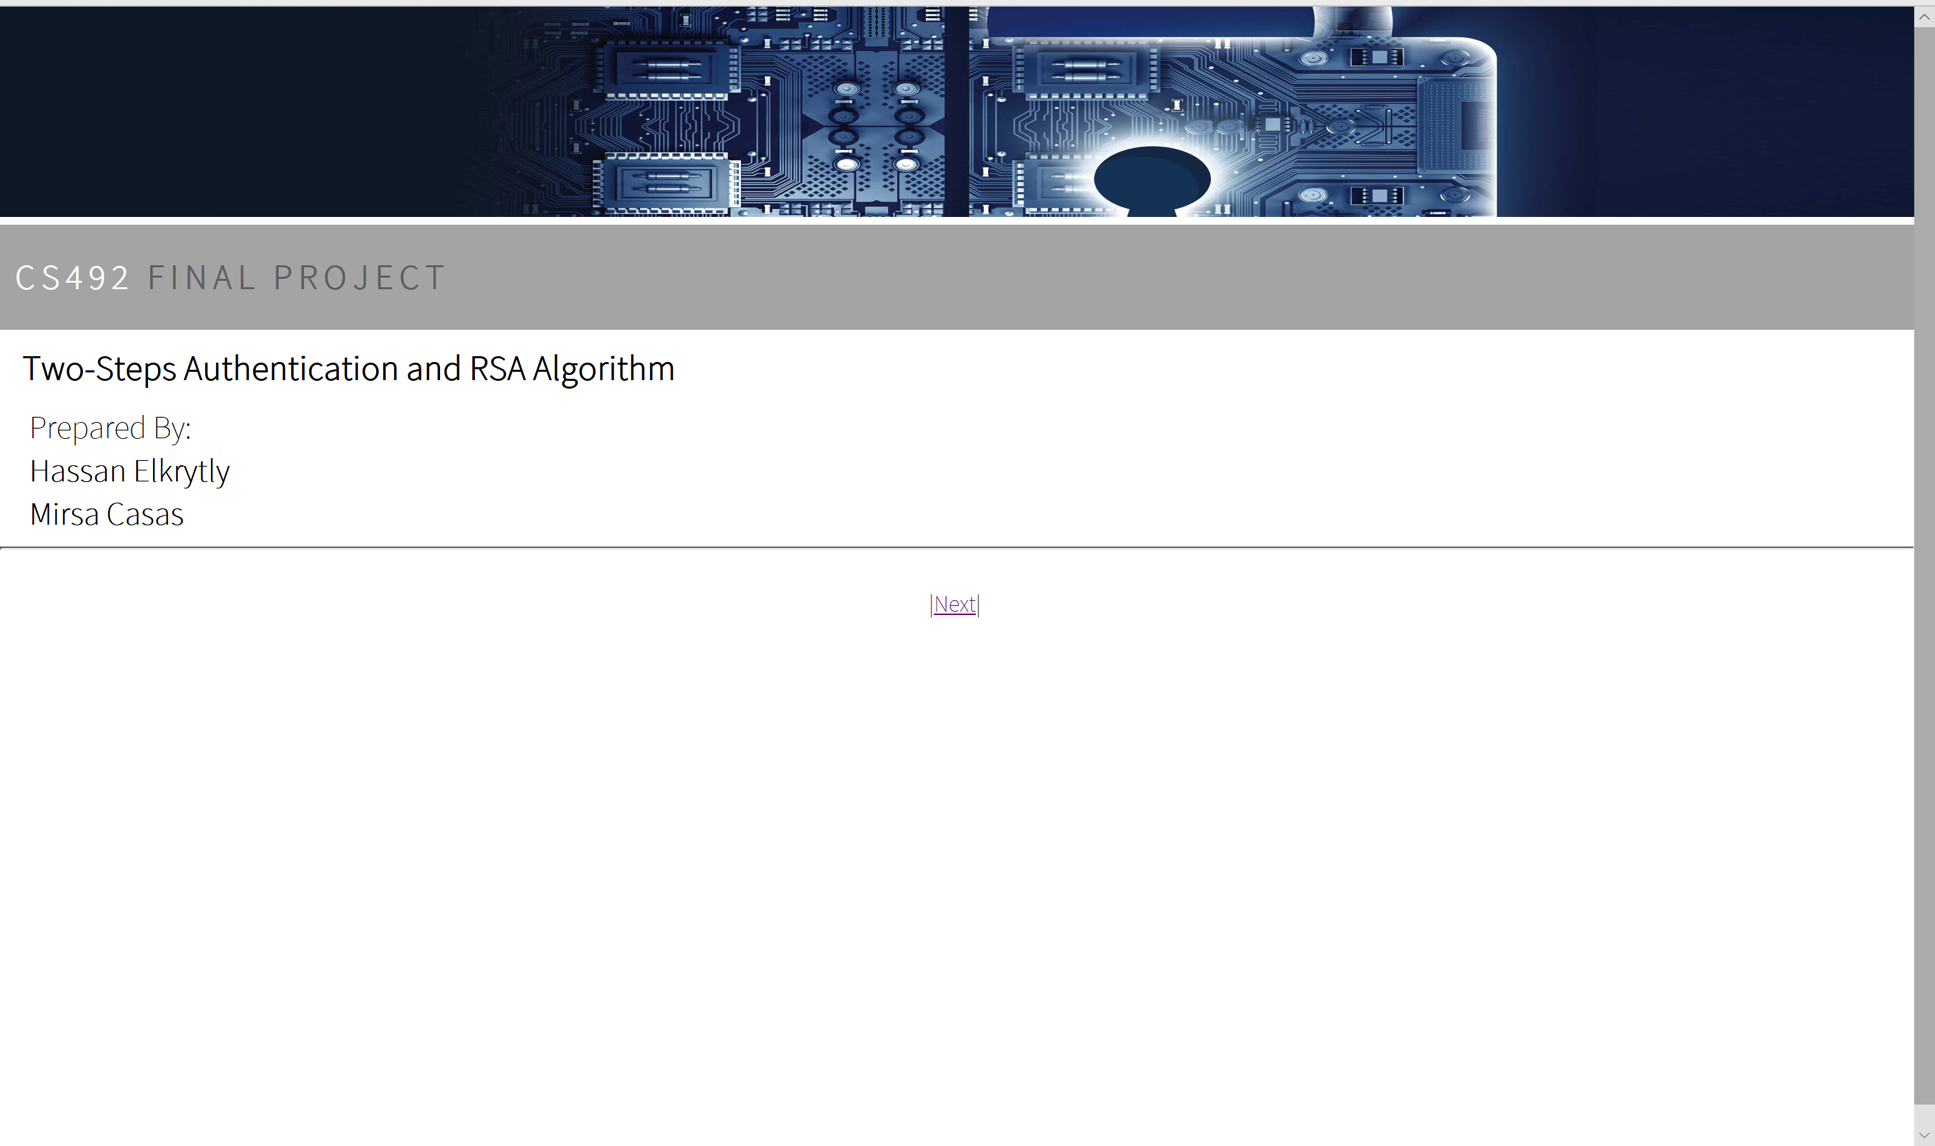 CS492 FINAL PROJECT
Two-Steps Authentication and RSA Algorithm
Prepared By:
Hassan Elkrytly
Mirsa Casas
|Next|